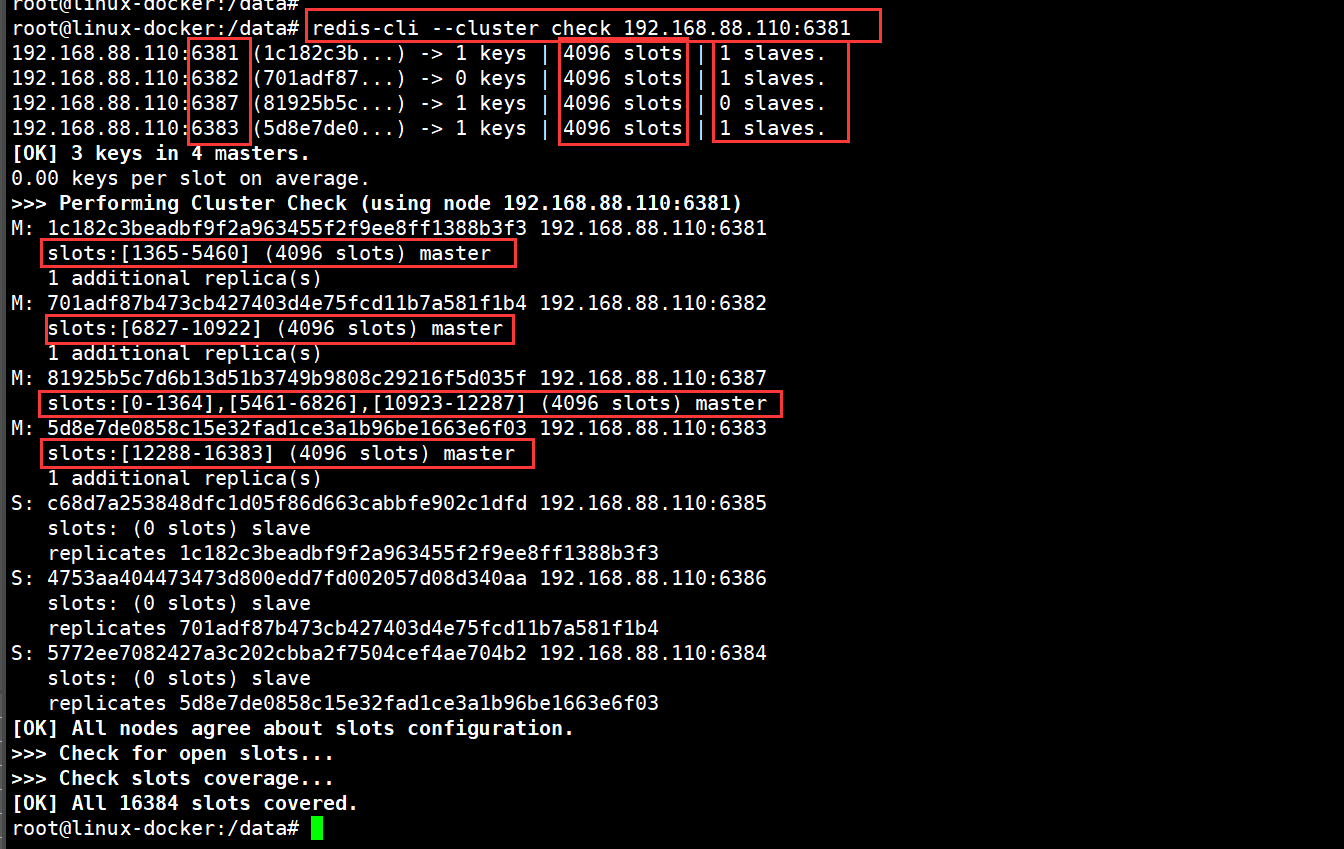 root@linux-docker:/data#
root@linux-docker:/data# redis-cli --cluster check 192.168.88.110:6381
192.168.88.110:6381 (1c182c3b...) -> 1 keys | 4096 slots | 1 slaves.
192.168.88.110:6382 (701adf87...) -> 0 keys | 4096 slots | 1 slaves.
192.168.88.110:6387 (81925b5c...) -> 1 keys | 4096 slots | 0 slaves.
192.168.88.110:6383 (5d8e7de0...) -> 1 keys | 4096 slots | 1 slaves.
[OK] 3 keys in 4 masters.
0.00 keys per slot on average.
>>> Performing Cluster Check (using node 192.168.88.110:6381)
M: 1c182c3beadbf9f2a963455f2f9ee8ff1388b3f3 192.168.88.110:6381
   slots:[1365-5460] (4096 slots) master
   1 additional replica(s)
M: 701adf87b473cb427403d4e75fcd11b7a581f1b4 192.168.88.110:6382
   slots:[6827-10922] (4096 slots) master
   1 additional replica(s)
M: 81925b5c7d6b13d51b3749b9808c29216f5d035f 192.168.88.110:6387
   slots:[0-1364],[5461-6826],[10923-12287] (4096 slots) master
M: 5d8e7de0858c15e32fad1ce3a1b96be1663e6f03 192.168.88.110:6383
   slots:[12288-16383] (4096 slots) master
   1 additional replica(s)
S: c68d7a253848dfc1d05f86d663cabbfe902c1dfd 192.168.88.110:6385
   slots: (0 slots) slave
   replicates 1c182c3beadbf9f2a963455f2f9ee8ff1388b3f3
S: 4753aa404473473d800edd7fd002057d08d340aa 192.168.88.110:6386
   slots: (0 slots) slave
   replicates 701adf87b473cb427403d4e75fcd11b7a581f1b4
S: 5772ee7082427a3c202cbba2f7504cef4ae704b2 192.168.88.110:6384
   slots: (0 slots) slave
   replicates 5d8e7de0858c15e32fad1ce3a1b96be1663e6f03
[OK] All nodes agree about slots configuration.
>>> Check for open slots...
>>> Check slots coverage...
[OK] All 16384 slots covered.
root@linux-docker:/data#